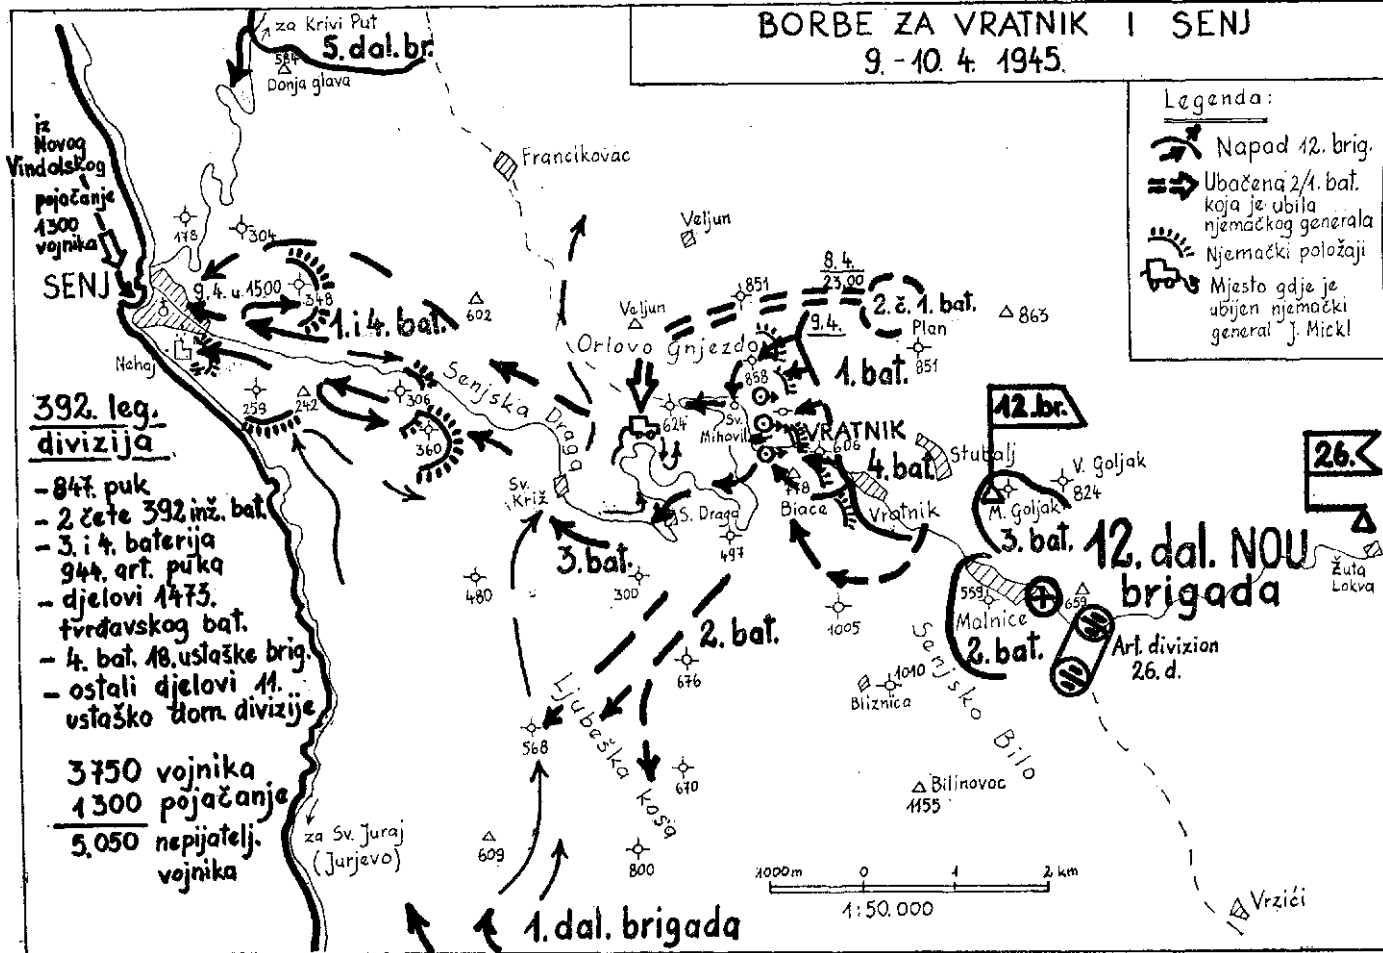 BORBE ZA VRATNIK I SENJ
9.-10. 4. 1945.
Legenda:
Napad 12. brig.
Ubačena 2/1. bat.
koja je ubila
njemačkog generala
Njemački položaji
Mjesto gdje je
ubijen njemački
general J. Mickl
za Krivi Put
5. dal. br.
584
Donja glava
iz
Novog
Vindolskog
pojačanje
1300
vojnika
SENJ
Francikovac
178
304
9.4. u 1500
348
1. i 4. bat.
602
Veljun
Veljun
851
8.4.
23,00
9.4.
2.č. 1. bat.
Plan
851
863
Orlovo Gnjezdo
858
1. bat.
Nehaj
259
242
306
360
Senjska
Draga
624
Sv.
Mihovil
VRATNIK
606
4. bat.
Stubalj
12. br.
26.
V. Goljak
824
M. Goljak
3. bat.
392. leg.
divizija
- 847. puk
- 2 čete 392 inž. bat.
- 3. i 4. baterija
944. art. puka
- djelovi 1473.
tvrđavskog bat.
- 4. bat. 18. ustaške brig.
- ostali djelovi 11.
ustaško dom. divizije
3750 vojnika
1300 pojačanje
5.050 nepijatelj.
vojnika
Sv.
Križ
S. Draga
Biace
Vratnik
497
3. bat.
480
300
2. bat.
1005
676
Ljubeška
Kosa
568
670
12. dal. NOU
brigada
Žuta
Lokva
559
Malnice
659
2. bat.
Art. divizion
26. d.
Senjsko Bilo
1010
Bliznica
Bilinovac
1155
za Sv. Juraj
(Jurjevo)
609
800
1000m 0 1 2 km
1:50.000
1. dal. brigada
Vrzići